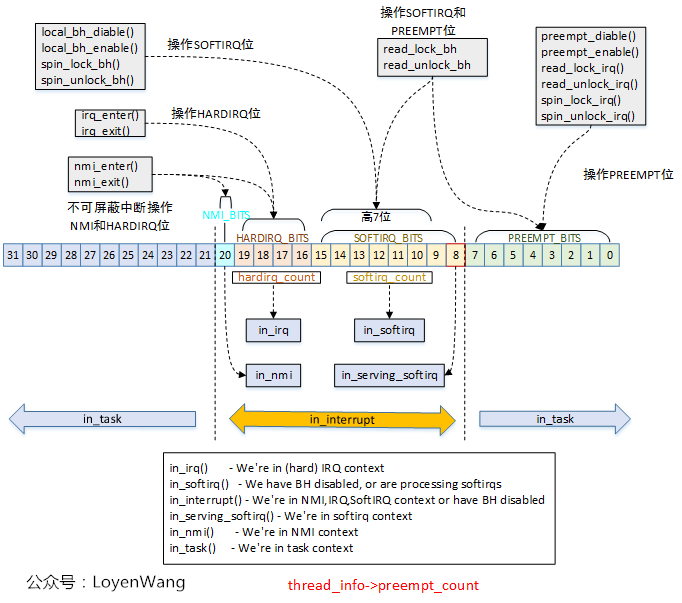 local_bh_diable()
local_bh_enable()
spin_lock_bh()
spin_unlock_bh()
操作SOFTIRQ位
操作SOFTIRQ和
PREEMPT位
read_lock_bh
read_unlock_bh
preempt_diable()
preempt_enable()
read_lock_irq()
read_unlock_irq()
spin_lock_irq()
spin_unlock_irq()
irq_enter()
irq_exit()
操作HARDIRQ位
nmi_enter()
nmi_exit()
操作PREEMPT位
不可屏蔽中断操作
NMI和HARDIRQ位
NMI_BITS
高7位
HARDIRQ_BITS
SOFTIRQ_BITS
PREEMPT_BITS
31 30 29 28 27 26 25 24 23 22 21 20 19 18 17 16 15 14 13 12 11 10 9 8 7 6 5 4 3 2 1 0
hardirq_count
softirq_count
in_irq
in_softirq
in_nmi
in_serving_softirq
in_task
in_interrupt
in_task
in_irq() - We're in (hard) IRQ context
in_softirq() - We have BH disabled, or are processing softirqs
in_interrupt() - We're in NMI,IRQ,SoftIRQ context or have BH disabled
in_serving_softirq() - We're in softirq context
in_nmi() - We're in NMI context
in_task() - We're in task context
公众号：LoyenWang
thread_info->preempt_count